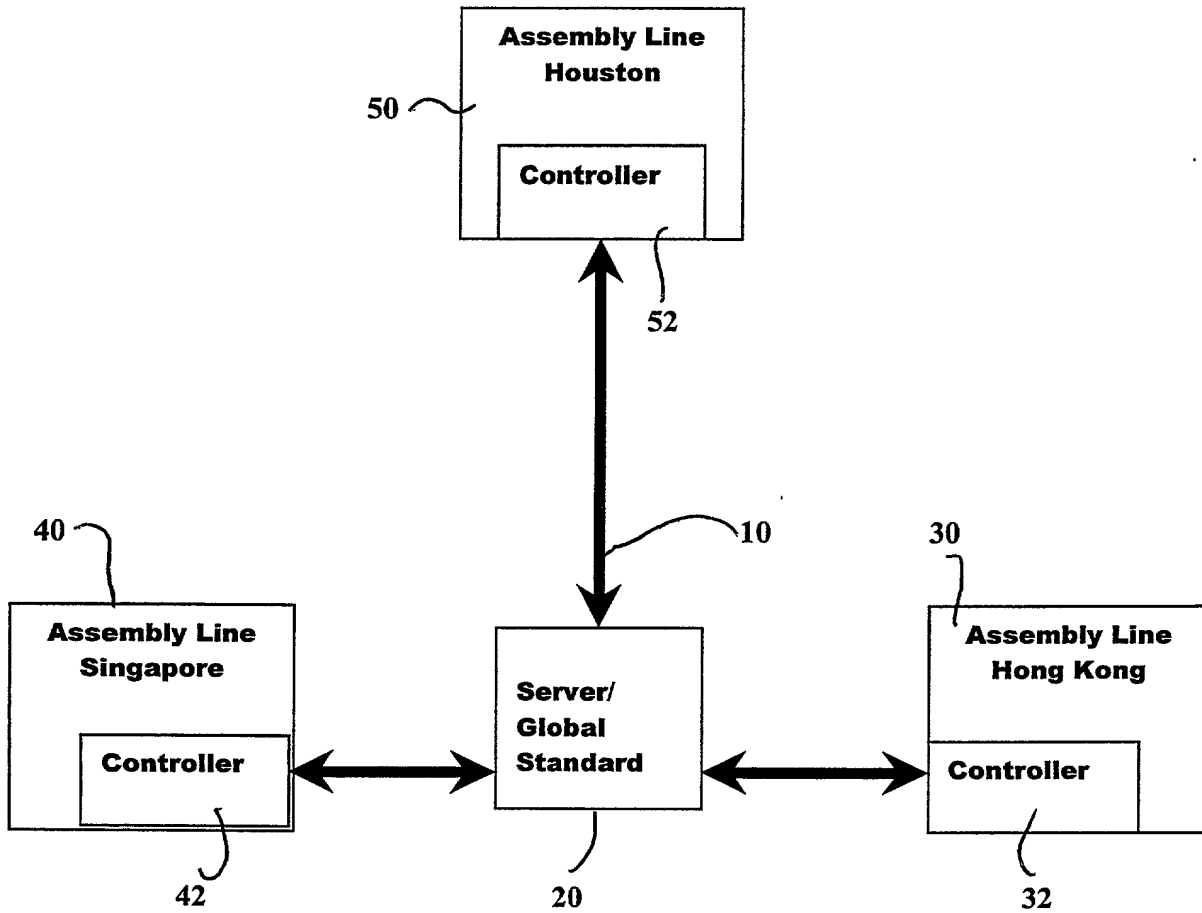 Assembly Line
Houston
50
Controller
52
10
40
30
Assembly Line
Singapore
Controller
42
Server/
Global
Standard
20
Assembly Line
Hong Kong
Controller
32